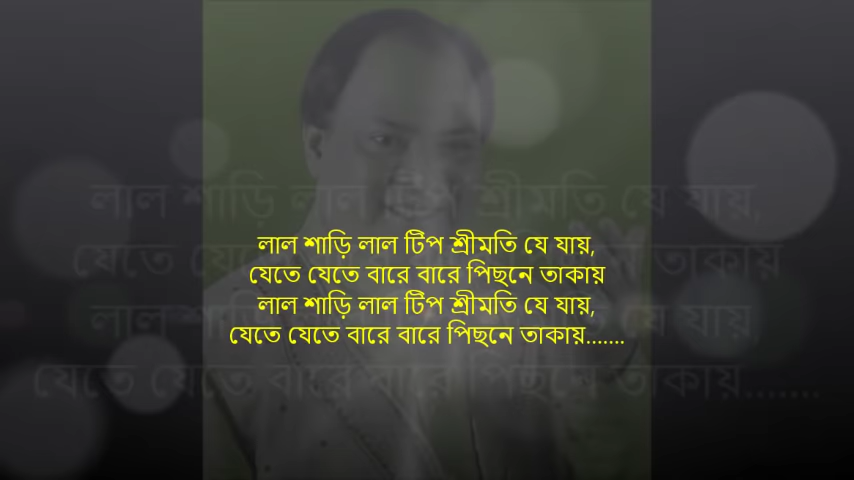 লাল শাড়ি লাল টিপ শ্রীমতি যে যায়,
যেতে যেতে বারে বারে পিছনে তাকায়
লাল শাড়ি লাল টিপ শ্রীমতি যে যায়,
যেতে যেতে বারে বারে পিছনে তাকায়.......